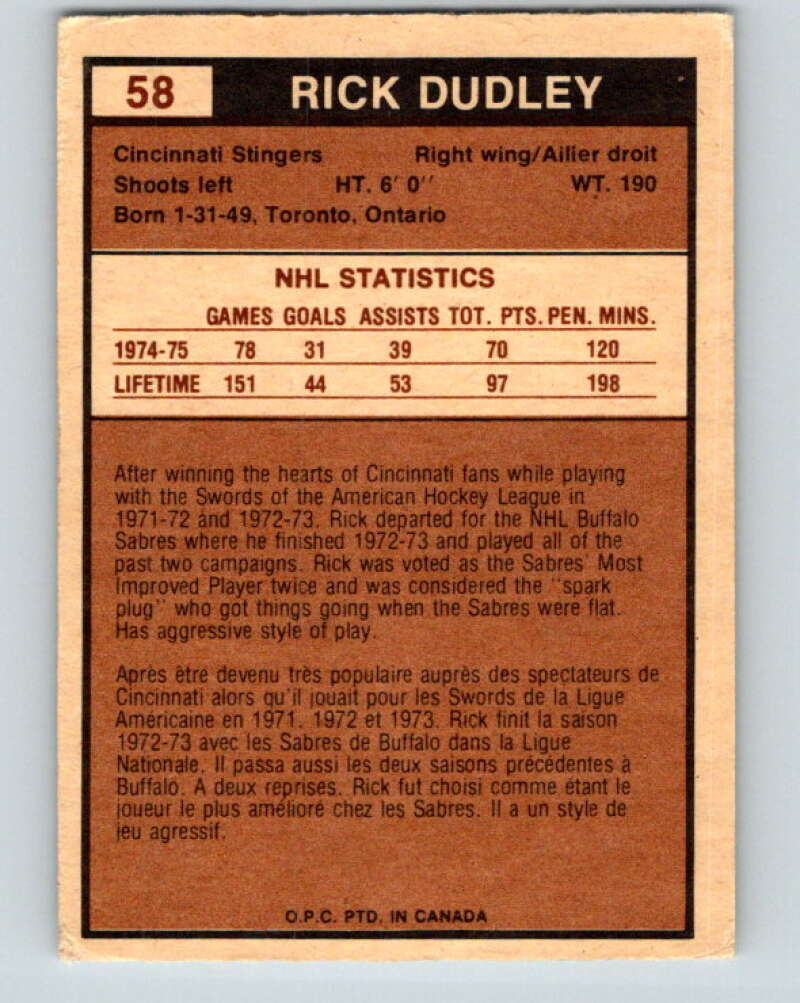 58 RICK DUDLEY
Cincinnati Stingers Right wing/Ailier droit
Shoots left HT. 6' 0'' WT. 190
Born 1-31-49, Toronto, Ontario
NHL STATISTICS
GAMES GOALS ASSISTS TOT. PTS. PEN. MINS.
1974-75 78 31 39 70 120
LIFETIME 151 44 53 97 198
After winning the hearts of Cincinnati fans while playing
with the Swords of the American Hockey League in
1971-72 and 1972-73. Rick departed for the NHL Buffalo
Sabres where he finished 1972-73 and played all of the
past two campaigns. Rick was voted as the Sabres' Most
Improved Player twice and was considered the "spark
plug" who got things going when the Sabres were flat.
Has aggressive style of play.
Après être devenu très populaire auprès des spectateurs de
Cincinnati alors qu'il jouait pour les Swords de la Ligue
Américaine en 1971. 1972 et 1973. Rick finit la saison
1972-73 avec les Sabres de Buffalo dans la Ligue
Nationale. Il passa aussi les deux saisons précédentes à
Buffalo. A deux reprises. Rick fut choisi comme étant le
joueur le plus amélioré chez les Sabres. Il a un style de
jeu agressif.
O.P.C. PTD. IN CANADA